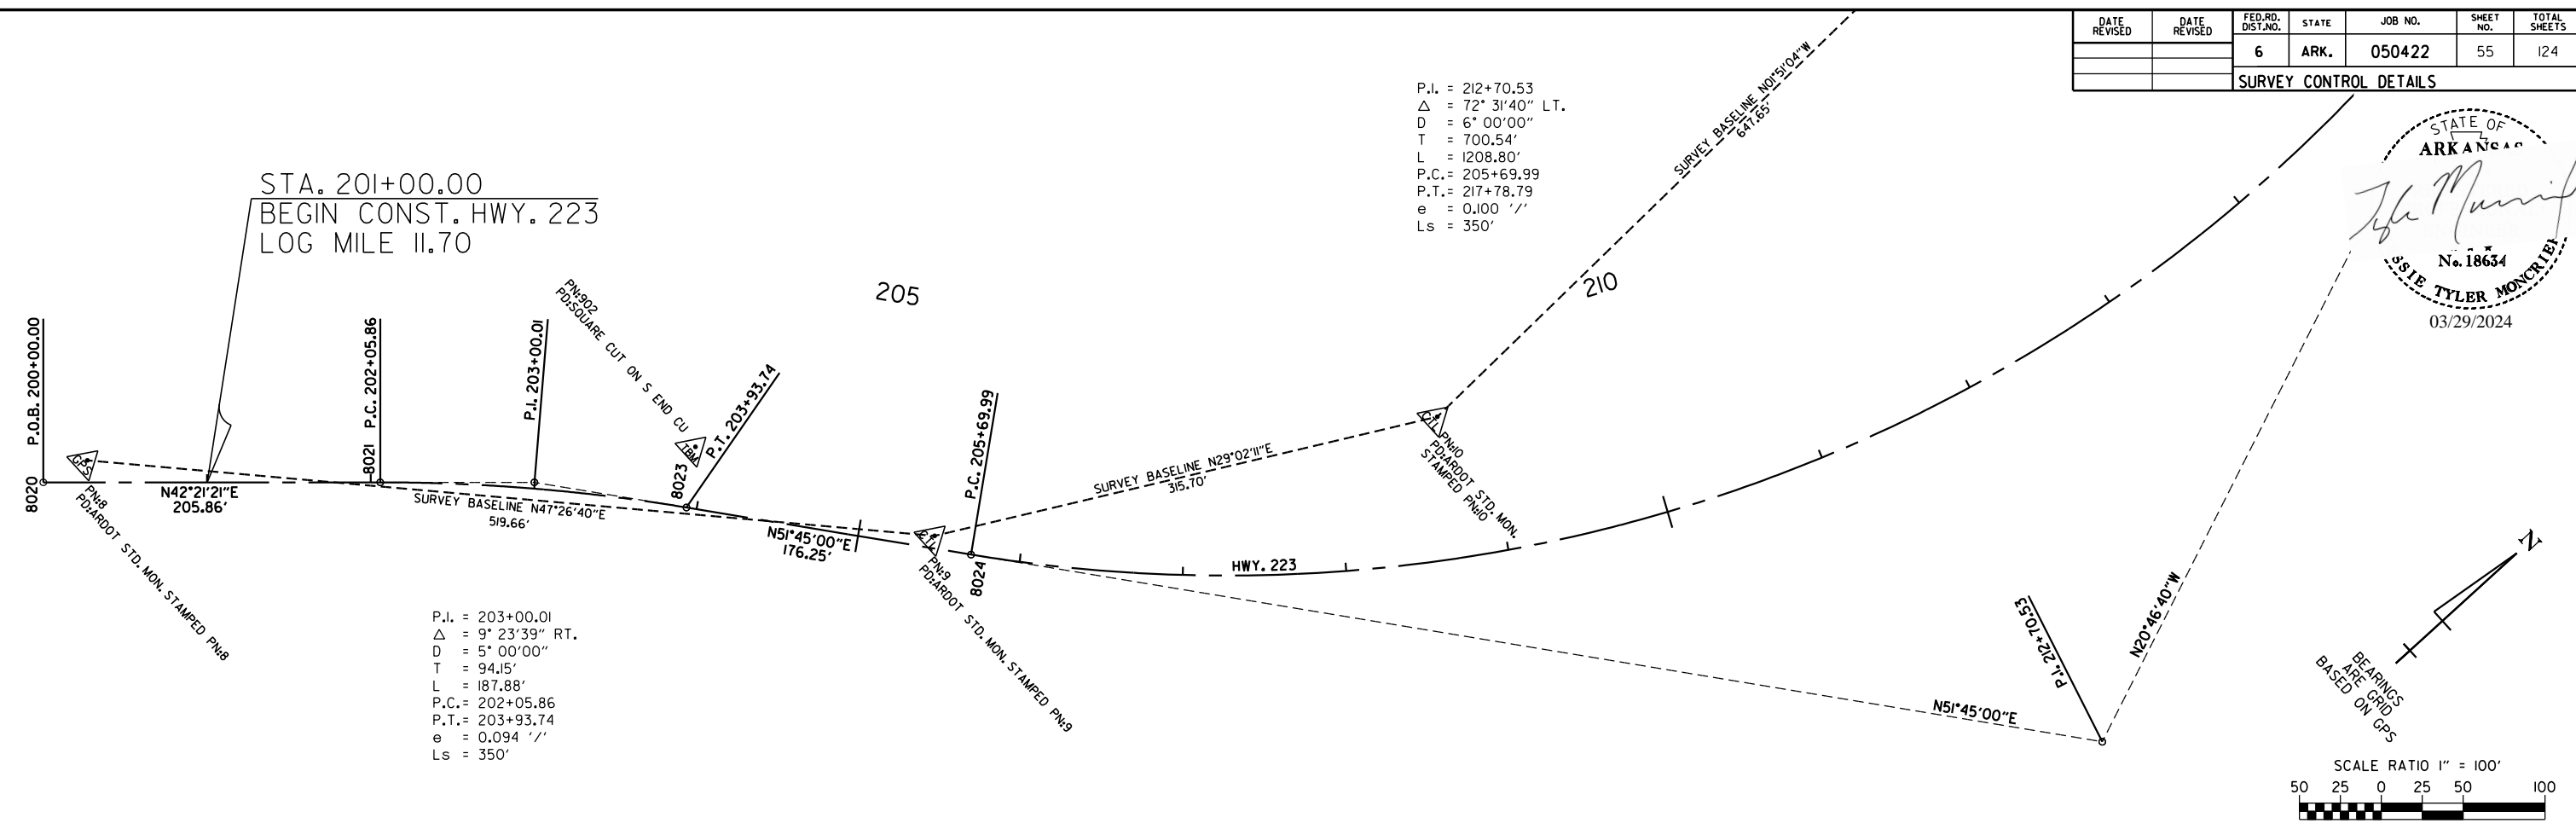 DATE REVISED
DATE REVISED
FED.RD. DIST.NO.
STATE
JOB NO.
SHEET NO.
TOTAL SHEETS
6
ARK.
050422
55
124
SURVEY CONTROL DETAILS
STATE OF
ARKANSAS
No. 18634
SSIE TYLER MONCRIEF
03/29/2024
P.I. = 212+70.53
Δ = 72° 31'40" LT.
D = 6° 00'00"
T = 700.54'
L = 1208.80'
P.C.= 205+69.99
P.T.= 217+78.79
e = 0.100 '/'
Ls = 350'
SURVEY BASELINE N01°51'04"W
647.65'
STA. 201+00.00
BEGIN CONST. HWY. 223
LOG MILE 11.70
205
210
P.O.B. 200+00.00
8020
P.C. 202+05.86
8021
P.I. 203+00.01
PN:902
PD:SQUARE CUT ON S END CU
TBM
8023
P.T. 203+93.74
P.C. 205+69.99
8024
GPS
PN:8
PD:ARDOT STD. MON. STAMPED PN:8
N42°21'21"E
205.86'
SURVEY BASELINE N47°26'40"E
519.66'
N51°45'00"E
176.25'
CTL
PN:9
PD:ARDOT STD. MON. STAMPED PN:9
SURVEY BASELINE N29°02'11"E
315.70'
CTL
PN:10
PD:ARDOT STD. MON.
STAMPED PN:10
HWY. 223
P.I. 212+70.53
N20°46'40"W
N51°45'00"E
P.I. = 203+00.01
Δ = 9° 23'39" RT.
D = 5° 00'00"
T = 94.15'
L = 187.88'
P.C.= 202+05.86
P.T.= 203+93.74
e = 0.094 '/'
Ls = 350'
N
BEARINGS
ARE GRID
BASED ON GPS
SCALE RATIO 1" = 100'
50 25 0 25 50 100